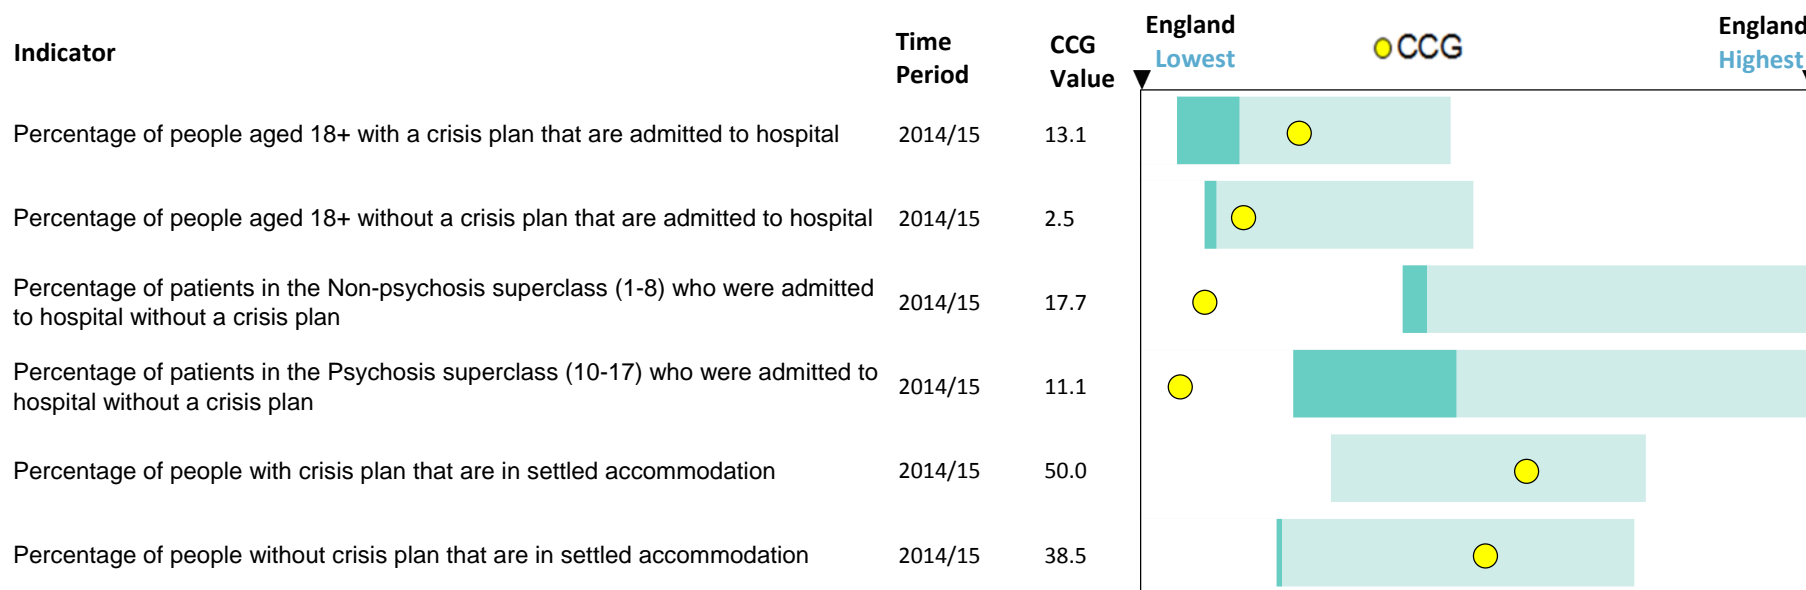 Indicator
Time
Period
CCG
Value
England
Lowest
CCG
England
Highest
Percentage of people aged 18+ with a crisis plan that are admitted to hospital 2014/15 13.1
Percentage of people aged 18+ without a crisis plan that are admitted to hospital 2014/15 2.5
Percentage of patients in the Non-psychosis superclass (1-8) who were admitted
to hospital without a crisis plan
2014/15 17.7
Percentage of patients in the Psychosis superclass (10-17) who were admitted to
hospital without a crisis plan
2014/15 11.1
Percentage of people with crisis plan that are in settled accommodation 2014/15 50.0
Percentage of people without crisis plan that are in settled accommodation 2014/15 38.5